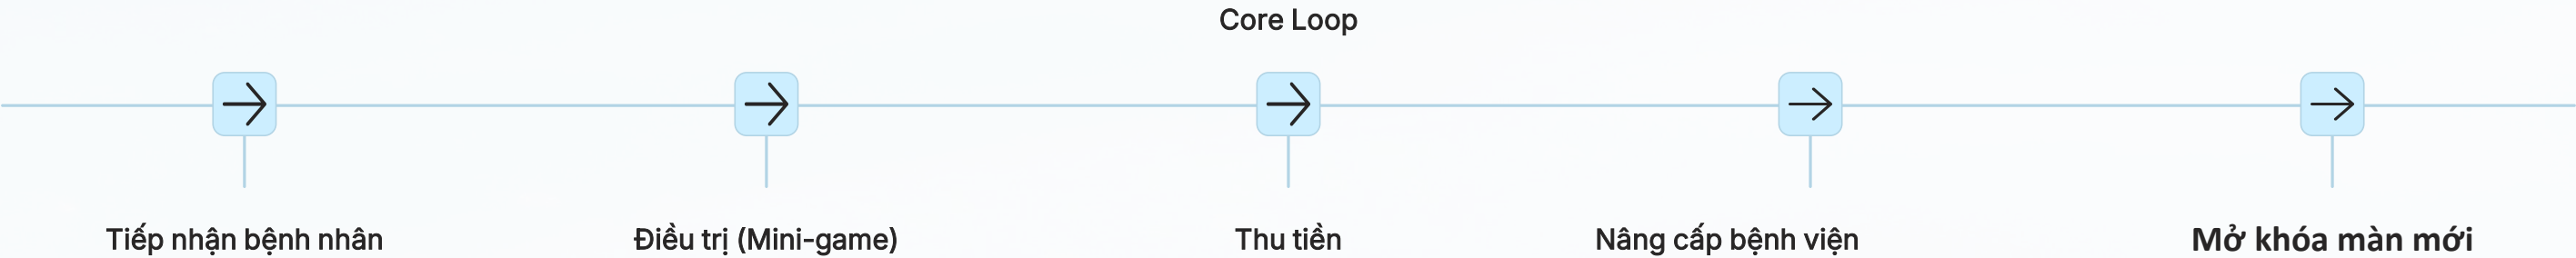 Core Loop
Tiếp nhận bệnh nhân
Điều trị (Mini-game)
Thu tiền
Nâng cấp bệnh viện
Mở khóa màn mới